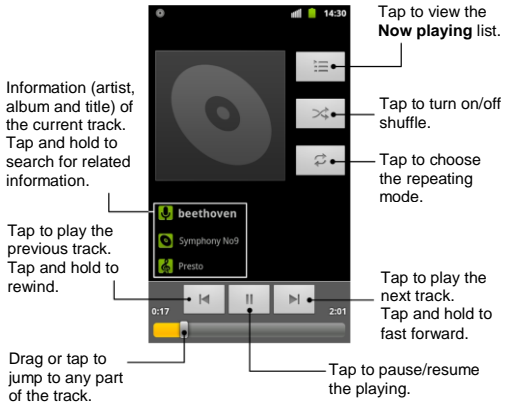 14:30
Tap to view the
Now playing list.
Information (artist,
album and title) of
the current track.
Tap and hold to
search for related
information.
Tap to turn on/off
shuffle.
Tap to choose
the repeating
mode.
beethoven
Symphony No9
Presto
Tap to play the
previous track.
Tap and hold to
rewind.
Tap to play the
next track.
Tap and hold to
fast forward.
0:17
2:01
Drag or tap to
jump to any part
of the track.
Tap to pause/resume
the playing.